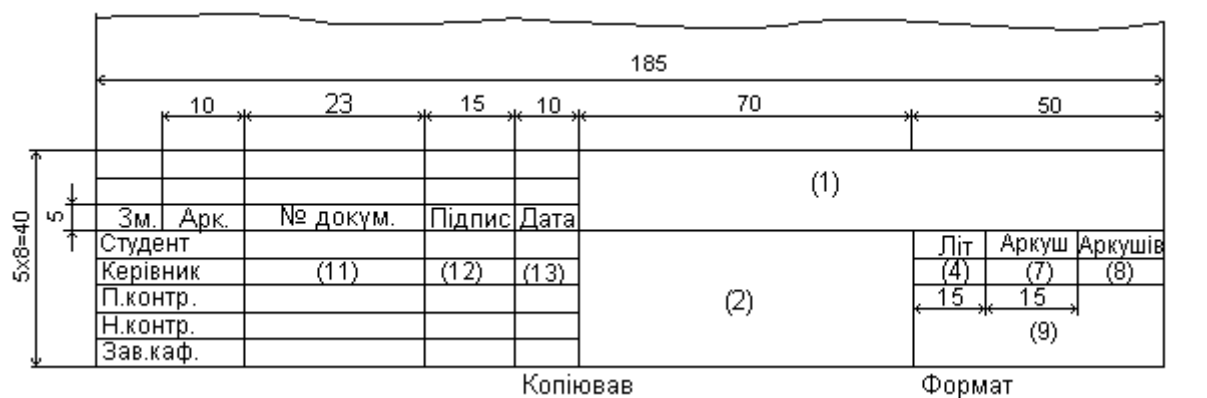 185
10 23 15 10 70 50
(1)
5x8=40
5
Зм. Арк. № докум. Підпис Дата
Студент
Літ Аркуш Аркушів
Керівник (11) (12) (13)
(4) (7) (8)
П.контр.
(2)
15 15
Н.контр.
(9)
Зав.каф.
Копіював Формат